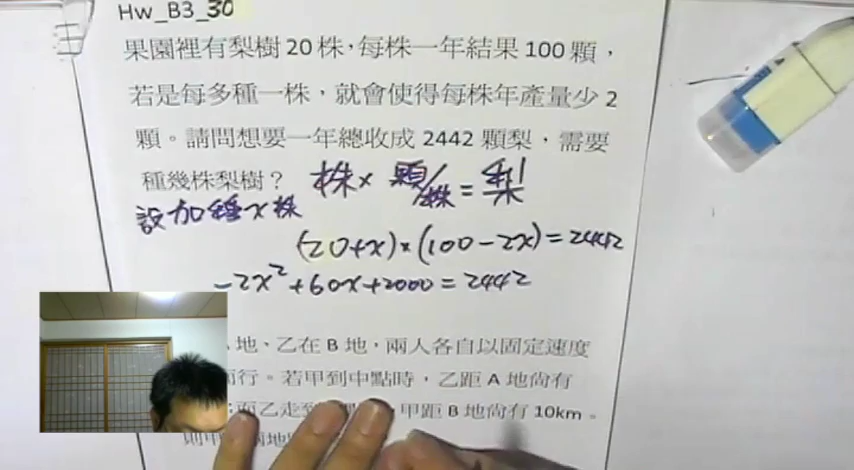 Hw_B3_30
果園裡有梨樹20株，每株一年結果100顆，
若是每多種一株，就會使得每株年產量少2
顆。請問想要一年總收成2442顆梨，需要
種幾株梨樹？ 株× 顆/株=梨
設加種x株
(20+x)×(100-2x)=2442
-2x²+60x+2000=2442
地、乙在B地，兩人各自以固定速度
而行。若甲到中點時，乙距A地尚有
而乙走到 甲距B地尚有10km。